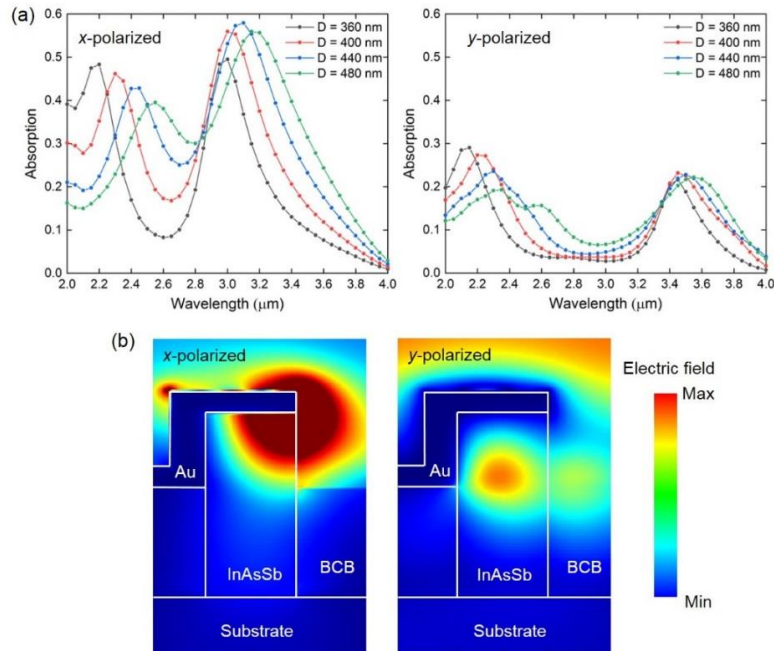 (a)
x-polarized
D = 360 nm
D = 400 nm
D = 440 nm
D = 480 nm
0.6
0.5
0.4
0.3
0.2
0.1
0.0
Absorption
2.0 2.2 2.4 2.6 2.8 3.0 3.2 3.4 3.6 3.8 4.0
Wavelength (μm)
y-polarized
D = 360 nm
D = 400 nm
D = 440 nm
D = 480 nm
0.6
0.5
0.4
0.3
0.2
0.1
0.0
Absorption
2.0 2.2 2.4 2.6 2.8 3.0 3.2 3.4 3.6 3.8 4.0
Wavelength (μm)
(b)
x-polarized
Au
InAsSb
BCB
Substrate
y-polarized
Au
InAsSb
BCB
Substrate
Electric field
Max
Min